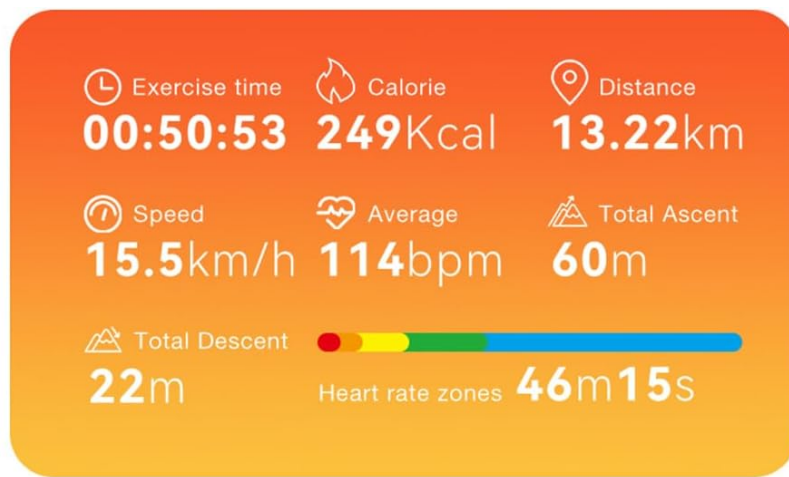 Exercise time Calorie Distance
00:50:53 249Kcal 13.22km
Speed Average Total Ascent
15.5km/h 114bpm 60m
Total Descent
22m Heart rate zones 46m15s